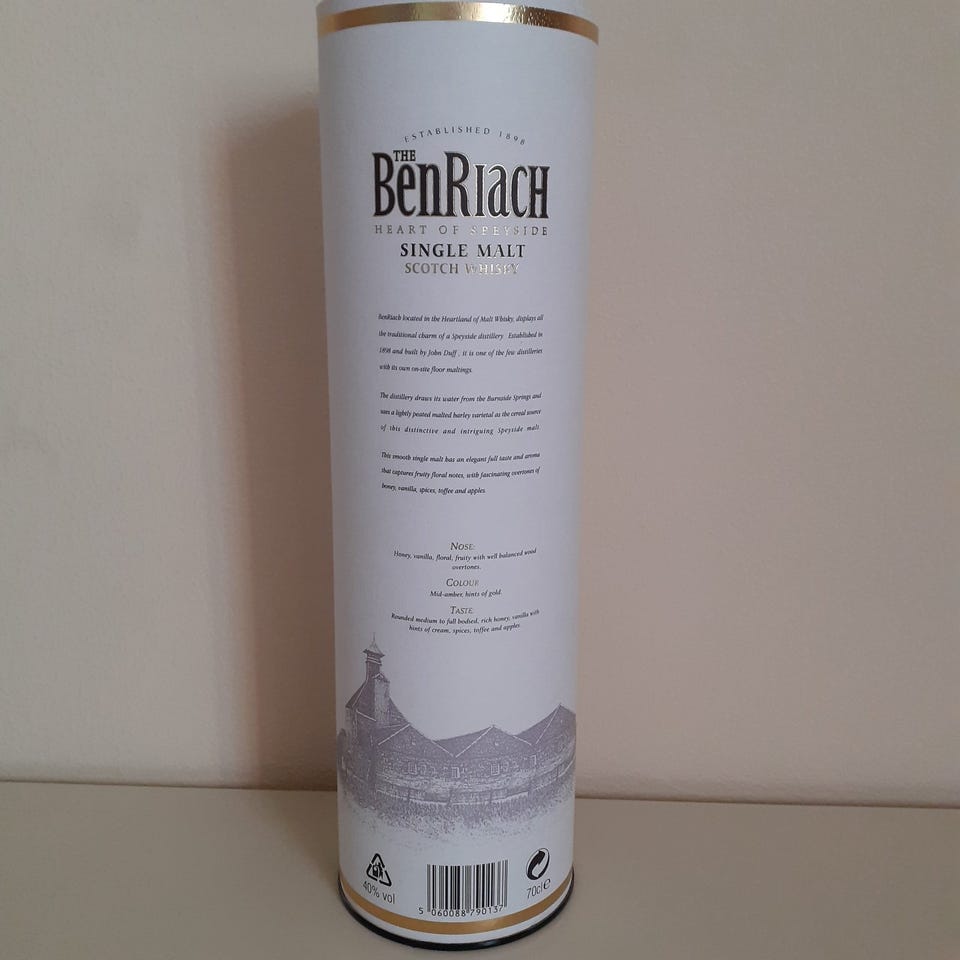 ESTABLISHED 1898
THE
BENRIACH
HEART OF SPEYSIDE
SINGLE MALT
SCOTCH WHISKY
BenRiach located in the Heartland of Malt Whisky, displays all
the traditional charm of a Speyside distillery. Established in
1898 and built by John Duff , it is one of the few distilleries
with its own on-site floor maltings.
The distillery draws its water from the Burnside Springs and
uses a lightly peated malted barley varietal as the cereal source
of this distinctive and intriguing Speyside malt.
This smooth single malt has an elegant full taste and aroma
that captures fruity floral notes, with fascinating overtones of
honey, vanilla, spices, toffee and apples.
NOSE:
Honey, vanilla, floral, fruity with well balanced wood
overtones.
COLOUR
Mid-amber, hints of gold.
TASTE
Rounded medium to full bodied, rich honey, vanilla with
hints of cream, spices, toffee and apples.
40% vol
5 060088 790137
70cl e